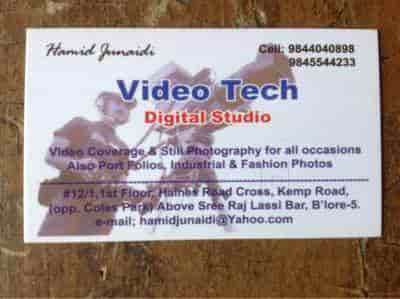 Hamid Junaidi
Cell: 9844040898
9845544233
Video Tech
Digital Studio
Video Coverage & Still Photography for all occasions
Also Port Folios, Industrial & Fashion Photos
#12/1,1st Floor, Haines Road Cross, Kemp Road,
(opp. Coles Park) Above Sree Raj Lassi Bar, B'lore-5.
e-mail; hamidjunaidi@Yahoo.com